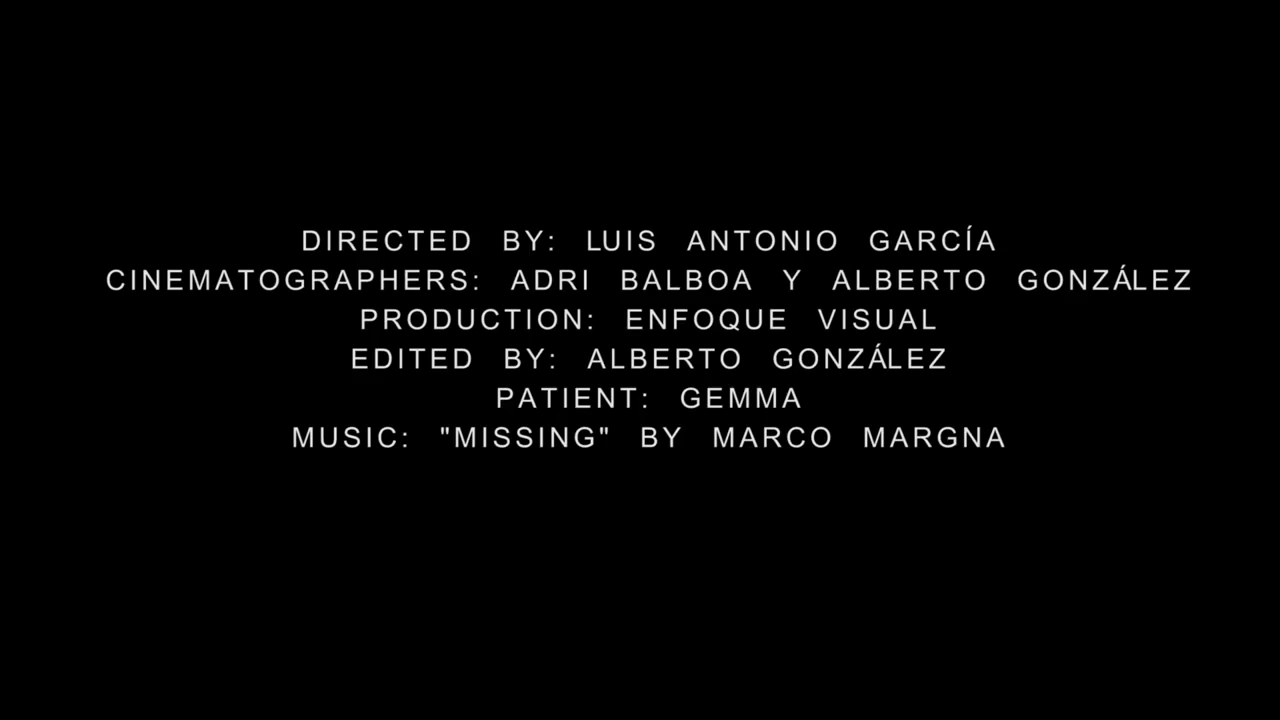 DIRECTED BY: LUIS ANTONIO GARCÍA
CINEMATOGRAPHERS: ADRI BALBOA Y ALBERTO GONZÁLEZ
PRODUCTION: ENFOQUE VISUAL
EDITED BY: ALBERTO GONZÁLEZ
PATIENT: GEMMA
MUSIC: "MISSING" BY MARCO MARGNA